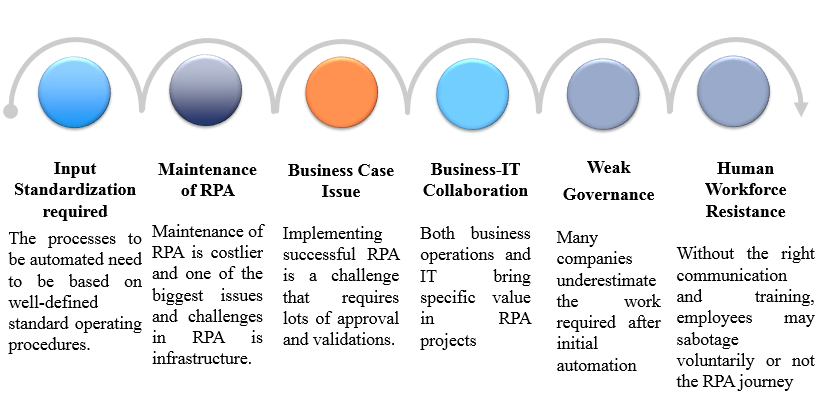 Input
Standardization
required
The processes to
be automated need
to be based on
well-defined
standard operating
procedures.
Maintenance
of RPA
Maintenance of
RPA is costlier
and one of the
biggest issues
and challenges
in RPA is
infrastructure.
Business Case
Issue
Implementing
successful RPA
is a challenge
that requires
lots of approval
and validations.
Business-IT
Collaboration
Both business
operations and
IT bring
specific value
in RPA
projects
Weak
Governance
Many
companies
underestimate
the work
required after
initial
automation
Human
Workforce
Resistance
Without the right
communication
and training,
employees may
sabotage
voluntarily or not
the RPA journey